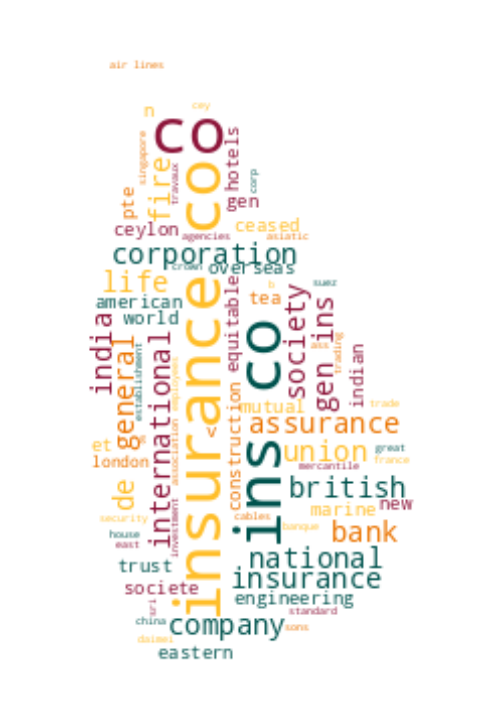 air lines
cey
n
co
singapore
fire
travaux
hotels
corp
pte
gen
ceylon
agencies
ceased
asiatic
corporation
crown
overseas
life
b
suez
american
tea
world
india
general
establishment
international
employees
association
insurance co
equitable
ins co
society
gen ins
ass
trading
indian
<
construction
mutual
trade
assurance
et
s
london
union
great
france
mercantile
de
british
new
security
marine
cables
banque
bank
house
east
investment
national
trust
insurance
societe
engineering
sri
standard
china
company
sons
daimei
eastern